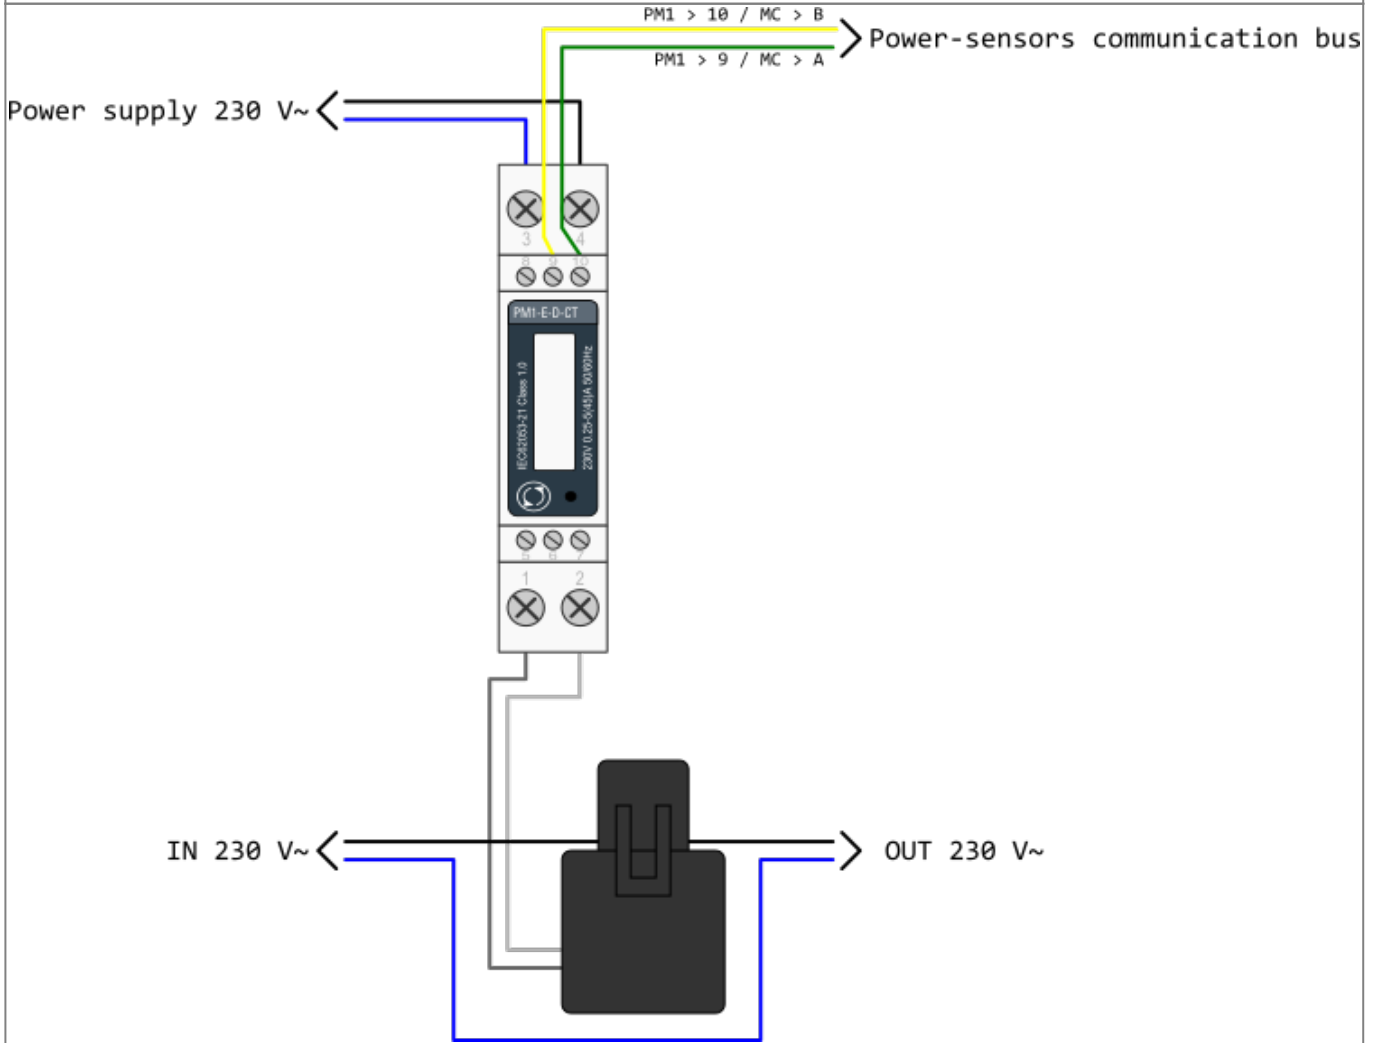 PM1 > 10 / MC > B
Power-sensors communication bus
PM1 > 9 / MC > A
Power supply 230 V~
3 4
8 9 10
PM1-E-D-CT
IEC62053-21 Class 1.0
230V 0.25-5(45)A 50/60Hz
5 6 7
1 2
IN 230 V~
OUT 230 V~